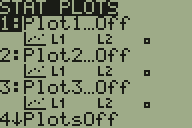 STAT PLOTS
1:Plot1…Off
L1 L2
2:Plot2…Off
L1 L2
3:Plot3…Off
L1 L2
4↓PlotsOff